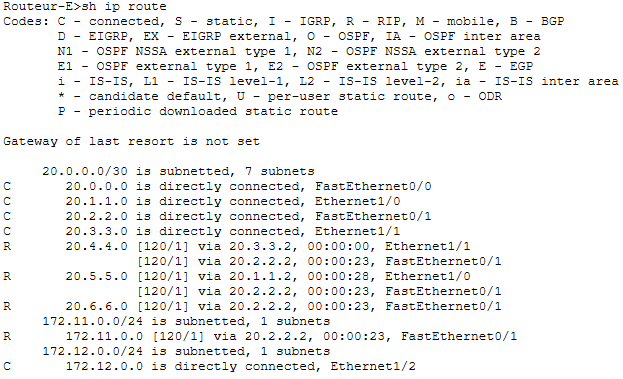 Routeur-E>sh ip route
Codes: C - connected, S - static, I - IGRP, R - RIP, M - mobile, B - BGP
       D - EIGRP, EX - EIGRP external, O - OSPF, IA - OSPF inter area
       N1 - OSPF NSSA external type 1, N2 - OSPF NSSA external type 2
       E1 - OSPF external type 1, E2 - OSPF external type 2, E - EGP
       i - IS-IS, L1 - IS-IS level-1, L2 - IS-IS level-2, ia - IS-IS inter area
       * - candidate default, U - per-user static route, o - ODR
       P - periodic downloaded static route

Gateway of last resort is not set

     20.0.0.0/30 is subnetted, 7 subnets
C       20.0.0.0 is directly connected, FastEthernet0/0
C       20.1.1.0 is directly connected, Ethernet1/0
C       20.2.2.0 is directly connected, FastEthernet0/1
C       20.3.3.0 is directly connected, Ethernet1/1
R       20.4.4.0 [120/1] via 20.3.3.2, 00:00:00, Ethernet1/1
                 [120/1] via 20.2.2.2, 00:00:23, FastEthernet0/1
R       20.5.5.0 [120/1] via 20.1.1.2, 00:00:28, Ethernet1/0
                 [120/1] via 20.2.2.2, 00:00:23, FastEthernet0/1
R       20.6.6.0 [120/1] via 20.2.2.2, 00:00:23, FastEthernet0/1
     172.11.0.0/24 is subnetted, 1 subnets
R       172.11.0.0 [120/1] via 20.2.2.2, 00:00:23, FastEthernet0/1
     172.12.0.0/24 is subnetted, 1 subnets
C       172.12.0.0 is directly connected, Ethernet1/2